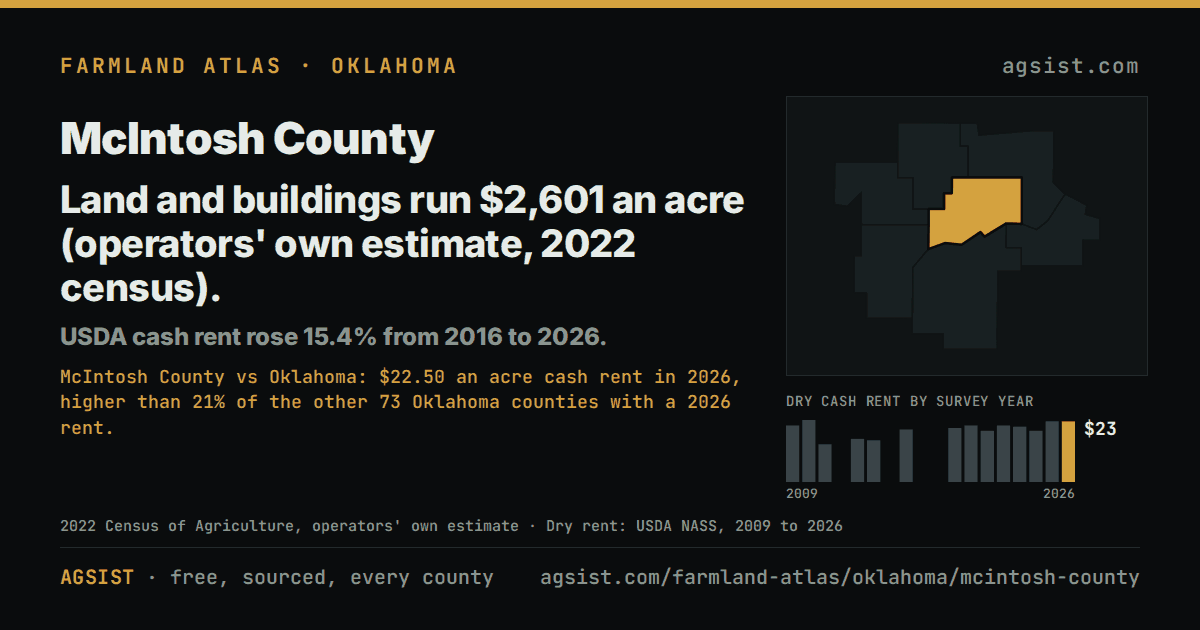 FARMLAND ATLAS · OKLAHOMA
agsist.com
McIntosh County
Land and buildings run $2,601 an acre
(operators' own estimate, 2022
census).
USDA cash rent rose 15.4% from 2016 to 2026.
McIntosh County vs Oklahoma: $22.50 an acre cash rent in 2026,
higher than 21% of the other 73 Oklahoma counties with a 2026
rent.
DRY CASH RENT BY SURVEY YEAR
$23
2009
2026
2022 Census of Agriculture, operators' own estimate · Dry rent: USDA NASS, 2009 to 2026
AGSIST · free, sourced, every county
agsist.com/farmland-atlas/oklahoma/mcintosh-county